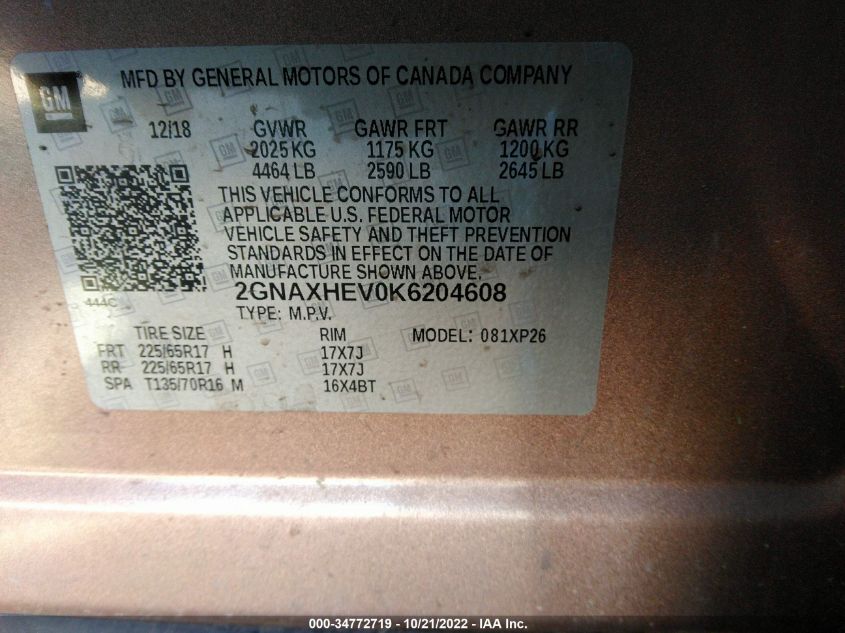 GM
MFD BY GENERAL MOTORS OF CANADA COMPANY
12/18 GVWR GAWR FRT GAWR RR
2025 KG 1175 KG 1200 KG
4464 LB 2590 LB 2645 LB
THIS VEHICLE CONFORMS TO ALL
APPLICABLE U.S. FEDERAL MOTOR
VEHICLE SAFETY AND THEFT PREVENTION
STANDARDS IN EFFECT ON THE DATE OF
MANUFACTURE SHOWN ABOVE.
444C
2GNAXHEV0K6204608
TYPE: M.P.V.
TIRE SIZE RIM MODEL: 081XP26
FRT 225/65R17 H 17X7J
RR 225/65R17 H 17X7J
SPA T135/70R16 M 16X4BT
000-34772719 - 10/21/2022 - IAA Inc.